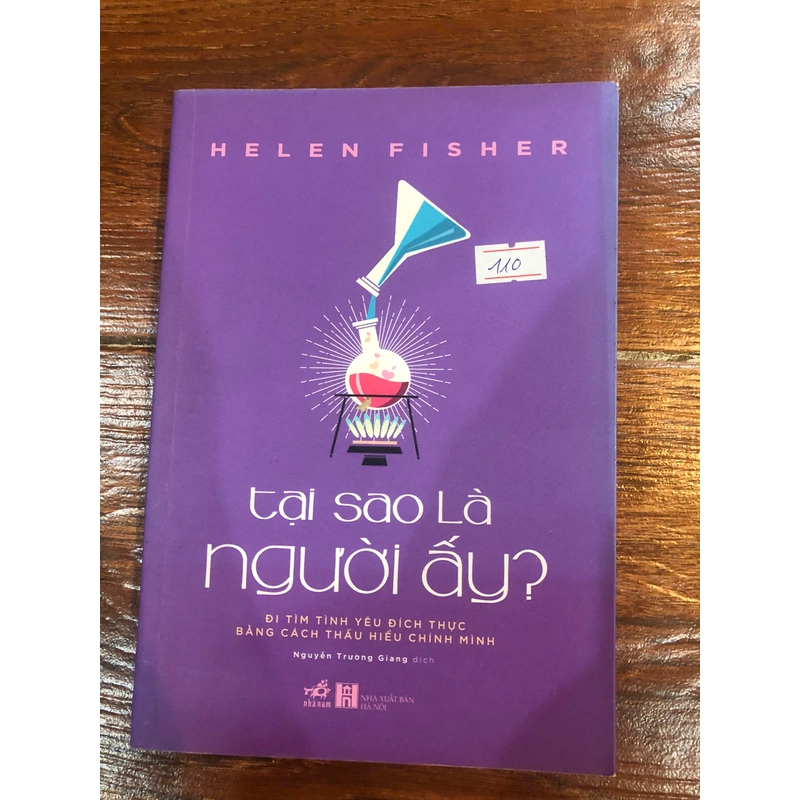 HELEN FISHER
110
tại sao Là
người ấy?
ĐI TÌM TÌNH YÊU ĐÍCH THỰC
BẰNG CÁCH THẤU HIỂU CHÍNH MÌNH
Nguyễn Trường Giang dịch
nhã nam
NHÀ XUẤT BẢN
HÀ NỘI